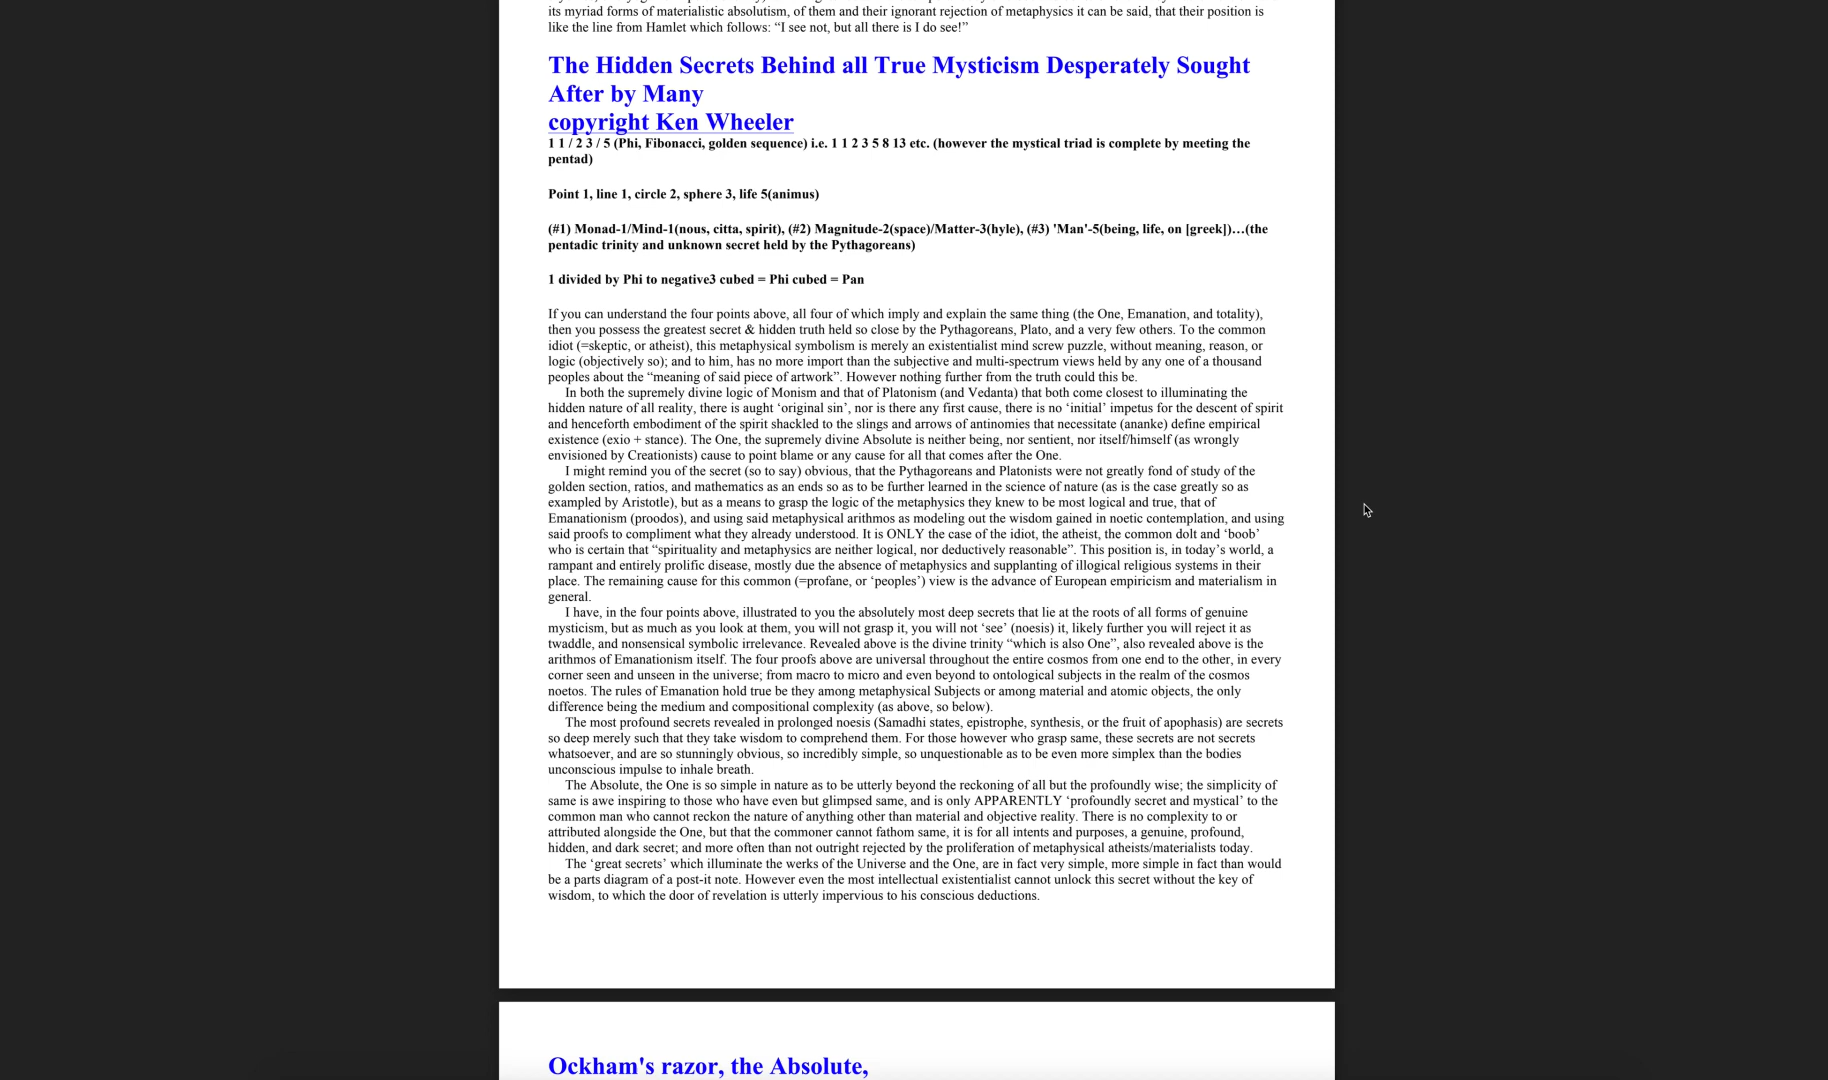 its myriad forms of materialistic absolutism, of them and their ignorant rejection of metaphysics it can be said, that their position is
like the line from Hamlet which follows: “I see not, but all there is I do see!”
The Hidden Secrets Behind all True Mysticism Desperately Sought
After by Many
copyright Ken Wheeler
1 1 / 2 3 / 5 (Phi, Fibonacci, golden sequence) i.e. 1 1 2 3 5 8 13 etc. (however the mystical triad is complete by meeting the
pentad)
Point 1, line 1, circle 2, sphere 3, life 5(animus)
(#1) Monad-1/Mind-1(nous, citta, spirit), (#2) Magnitude-2(space)/Matter-3(hyle), (#3) 'Man'-5(being, life, on [greek])…(the
pentadic trinity and unknown secret held by the Pythagoreans)
1 divided by Phi to negative3 cubed = Phi cubed = Pan
If you can understand the four points above, all four of which imply and explain the same thing (the One, Emanation, and totality),
then you possess the greatest secret & hidden truth held so close by the Pythagoreans, Plato, and a very few others. To the common
idiot (=skeptic, or atheist), this metaphysical symbolism is merely an existentialist mind screw puzzle, without meaning, reason, or
logic (objectively so); and to him, has no more import than the subjective and multi-spectrum views held by any one of a thousand
peoples about the “meaning of said piece of artwork”. However nothing further from the truth could this be.
In both the supremely divine logic of Monism and that of Platonism (and Vedanta) that both come closest to illuminating the
hidden nature of all reality, there is aught ‘original sin’, nor is there any first cause, there is no ‘initial’ impetus for the descent of spirit
and henceforth embodiment of the spirit shackled to the slings and arrows of antinomies that necessitate (ananke) define empirical
existence (exio + stance). The One, the supremely divine Absolute is neither being, nor sentient, nor itself/himself (as wrongly
envisioned by Creationists) cause to point blame or any cause for all that comes after the One.
I might remind you of the secret (so to say) obvious, that the Pythagoreans and Platonists were not greatly fond of study of the
golden section, ratios, and mathematics as an ends so as to be further learned in the science of nature (as is the case greatly so as
exampled by Aristotle), but as a means to grasp the logic of the metaphysics they knew to be most logical and true, that of
Emanationism (proodos), and using said metaphysical arithmos as modeling out the wisdom gained in noetic contemplation, and using
said proofs to compliment what they already understood. It is ONLY the case of the idiot, the atheist, the common dolt and ‘boob’
who is certain that “spirituality and metaphysics are neither logical, nor deductively reasonable”. This position is, in today’s world, a
rampant and entirely prolific disease, mostly due the absence of metaphysics and supplanting of illogical religious systems in their
place. The remaining cause for this common (=profane, or ‘peoples’) view is the advance of European empiricism and materialism in
general.
I have, in the four points above, illustrated to you the absolutely most deep secrets that lie at the roots of all forms of genuine
mysticism, but as much as you look at them, you will not grasp it, you will not ‘see’ (noesis) it, likely further you will reject it as
twaddle, and nonsensical symbolic irrelevance. Revealed above is the divine trinity “which is also One”, also revealed above is the
arithmos of Emanationism itself. The four proofs above are universal throughout the entire cosmos from one end to the other, in every
corner seen and unseen in the universe; from macro to micro and even beyond to ontological subjects in the realm of the cosmos
noetos. The rules of Emanation hold true be they among metaphysical Subjects or among material and atomic objects, the only
difference being the medium and compositional complexity (as above, so below).
The most profound secrets revealed in prolonged noesis (Samadhi states, epistrophe, synthesis, or the fruit of apophasis) are secrets
so deep merely such that they take wisdom to comprehend them. For those however who grasp same, these secrets are not secrets
whatsoever, and are so stunningly obvious, so incredibly simple, so unquestionable as to be even more simplex than the bodies
unconscious impulse to inhale breath.
The Absolute, the One is so simple in nature as to be utterly beyond the reckoning of all but the profoundly wise; the simplicity of
same is awe inspiring to those who have even but glimpsed same, and is only APPARENTLY ‘profoundly secret and mystical’ to the
common man who cannot reckon the nature of anything other than material and objective reality. There is no complexity to or
attributed alongside the One, but that the commoner cannot fathom same, it is for all intents and purposes, a genuine, profound,
hidden, and dark secret; and more often than not outright rejected by the proliferation of metaphysical atheists/materialists today.
The ‘great secrets’ which illuminate the werks of the Universe and the One, are in fact very simple, more simple in fact than would
be a parts diagram of a post-it note. However even the most intellectual existentialist cannot unlock this secret without the key of
wisdom, to which the door of revelation is utterly impervious to his conscious deductions.
Ockham's razor, the Absolute,